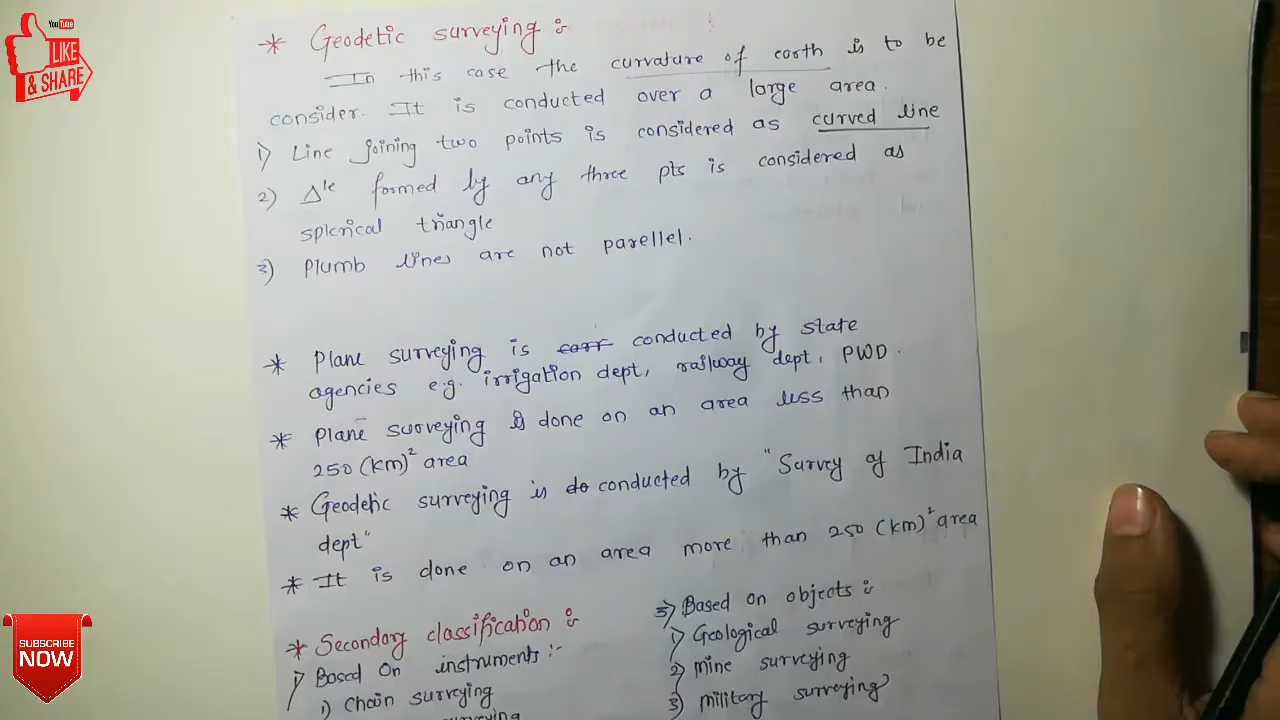 YouTube
LIKE
& SHARE
* Geodetic surveying :-
In this case the curvature of earth is to be
consider. It is conducted over a large area.
1) Line joining two points is considered as curved line
2) Δle formed by any three pts is considered as
spherical triangle
3) Plumb lines are not parellel.
* Plane surveying is conducted by state
agencies e.g. irrigation dept, railway dept, PWD.
* Plane surveying is done on an area less than
250 (km)² area
* Geodetic surveying is conducted by "Survey of India
dept"
* It is done on an area more than 250 (km)² area
* Secondary classification :-
1) Based on instruments :-
1) Chain surveying
surveying
3) Based on objects :-
1) Geological surveying
2) mine surveying
3) military surveying
SUBSCRIBE
NOW